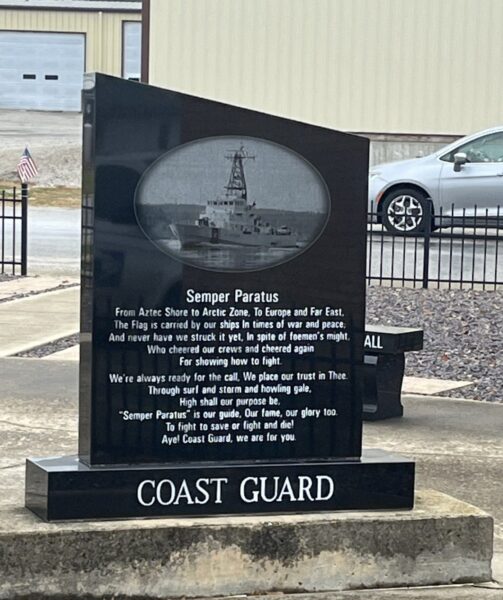 Semper Paratus
From Aztec Shore to Arctic Zone, To Europe and Far East,
The Flag is carried by our ships In times of war and peace;
And never have we struck it yet, In spite of foemen's might,
Who cheered our crews and cheered again
For showing how to fight.
We're always ready for the call, We place our trust in Thee.
Through surf and storm and howling gale,
High shall our purpose be,
"Semper Paratus" is our guide, Our fame, our glory too.
To fight to save or fight and die!
Aye! Coast Guard, we are for you.
COAST GUARD
ALL